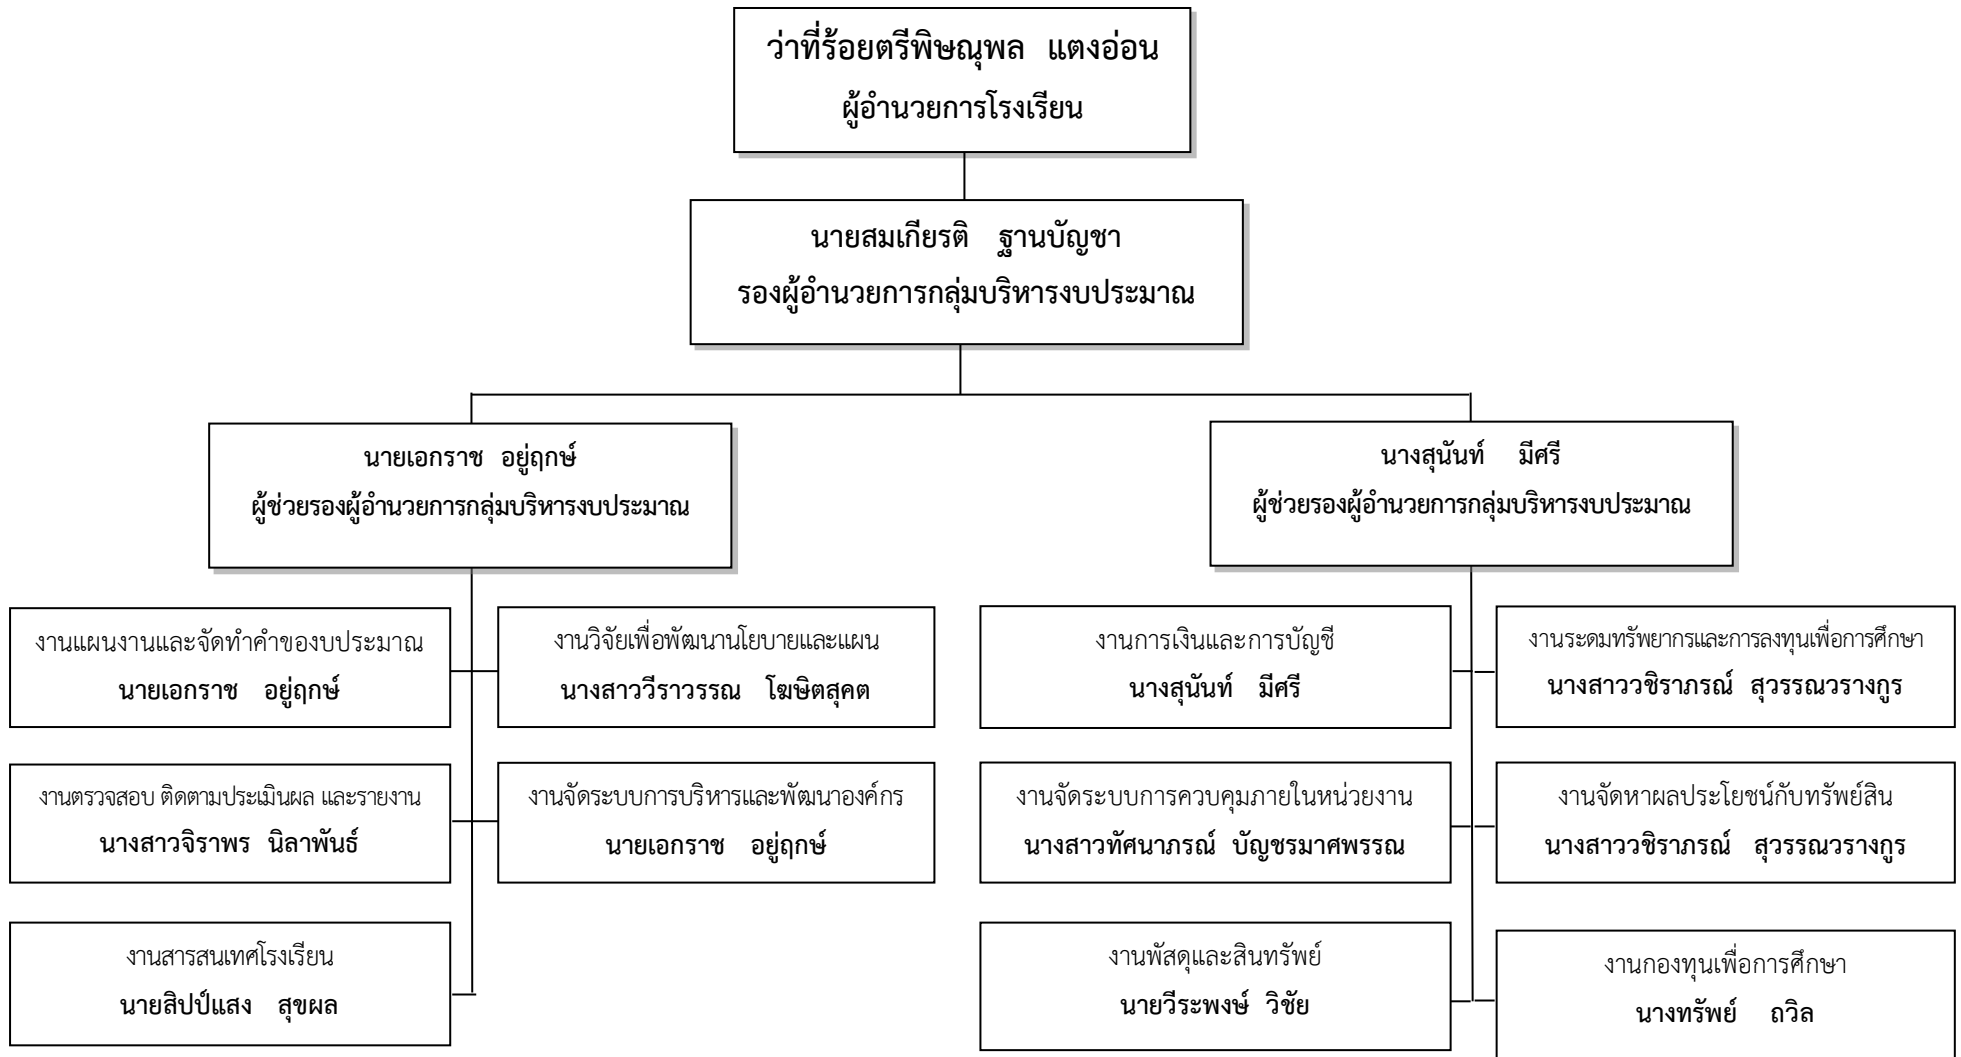 ว่าที่ร้อยตรีพิษณุพล แตงอ่อน
ผู้อำนวยการโรงเรียน
นายสมเกียรติ ฐานบัญชา
รองผู้อำนวยการกลุ่มบริหารงบประมาณ
นายเอกราช อยู่ฤกษ์
ผู้ช่วยรองผู้อำนวยการกลุ่มบริหารงบประมาณ
นางสุนันท์ มีศรี
ผู้ช่วยรองผู้อำนวยการกลุ่มบริหารงบประมาณ
งานแผนงานและจัดทำคำของบประมาณ
นายเอกราช อยู่ฤกษ์
งานวิจัยเพื่อพัฒนานโยบายและแผน
นางสาววีราวรรณ โฆษิตสุคต
งานการเงินและการบัญชี
นางสุนันท์ มีศรี
งานระดมทรัพยากรและการลงทุนเพื่อการศึกษา
นางสาววชิราภรณ์ สุวรรณวรางกูร
งานตรวจสอบ ติดตามประเมินผล และรายงาน
นางสาวจิราพร นิลาพันธ์
งานจัดระบบการบริหารและพัฒนาองค์กร
นายเอกราช อยู่ฤกษ์
งานจัดระบบการควบคุมภายในหน่วยงาน
นางสาวทัศนาภรณ์ บัญชรมาศพรรณ
งานจัดหาผลประโยชน์กับทรัพย์สิน
นางสาววชิราภรณ์ สุวรรณวรางกูร
งานสารสนเทศโรงเรียน
นายสิปป์แสง สุขผล
งานพัสดุและสินทรัพย์
นายวีระพงษ์ วิชัย
งานกองทุนเพื่อการศึกษา
นางทรัพย์ ถวิล